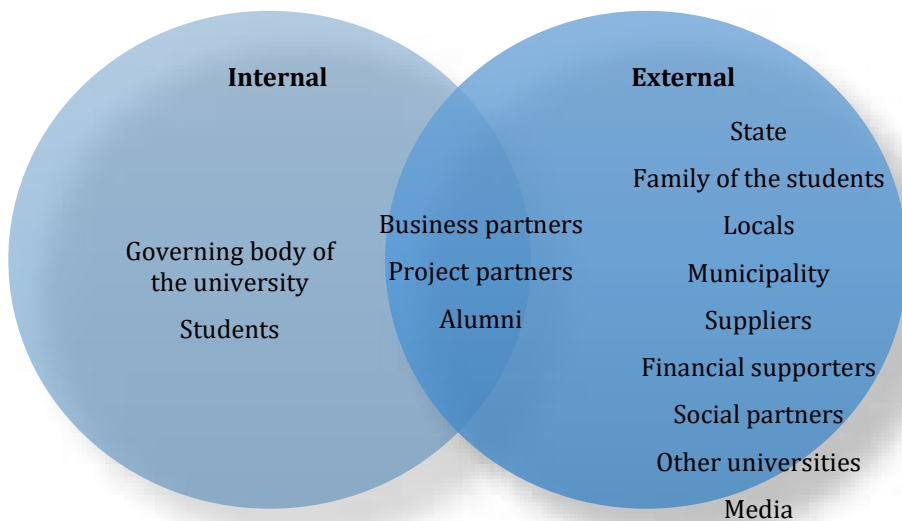 Internal
Governing body of
the university
Students
Business partners
Project partners
Alumni
External
State
Family of the students
Locals
Municipality
Suppliers
Financial supporters
Social partners
Other universities
Media